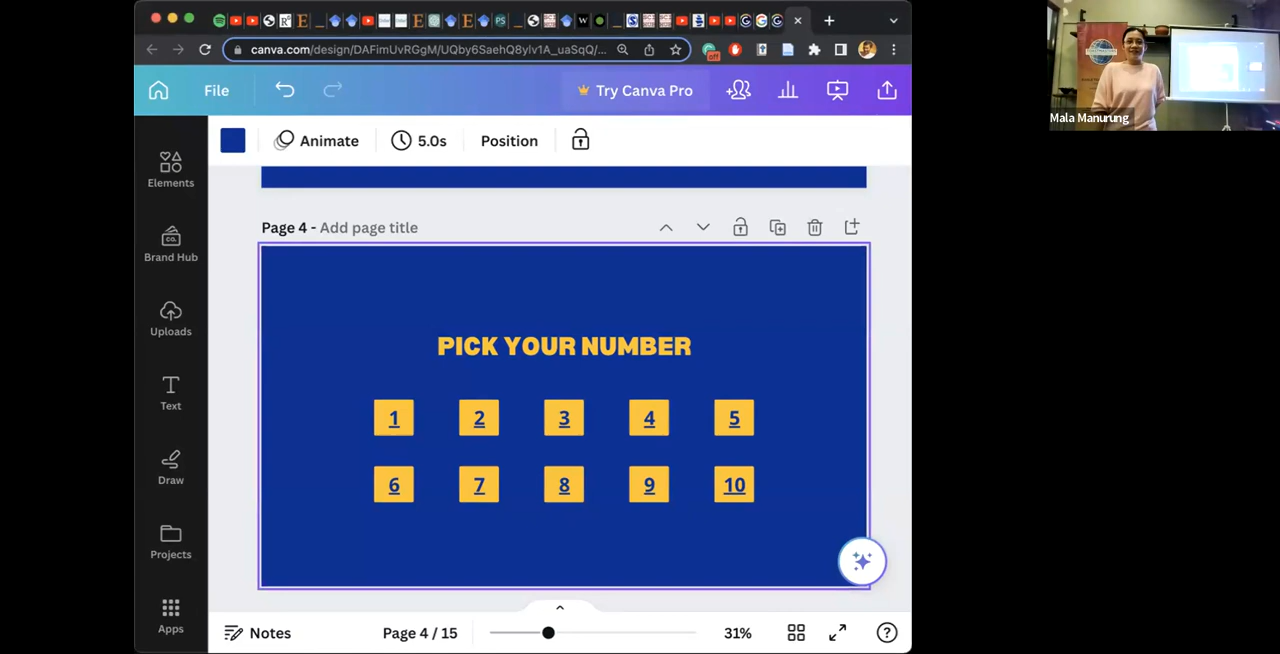 canva.com/design/DAFimUvRGgM/UQby6SaehQ8ylv1A_uaSqQ/...
File
Try Canva Pro
Animate
5.0s
Position
Elements
Brand Hub
Uploads
Text
Draw
Projects
Apps
Page 4 - Add page title
PICK YOUR NUMBER
1 2 3 4 5
6 7 8 9 10
Notes
Page 4 / 15
31%
Mala Manurung